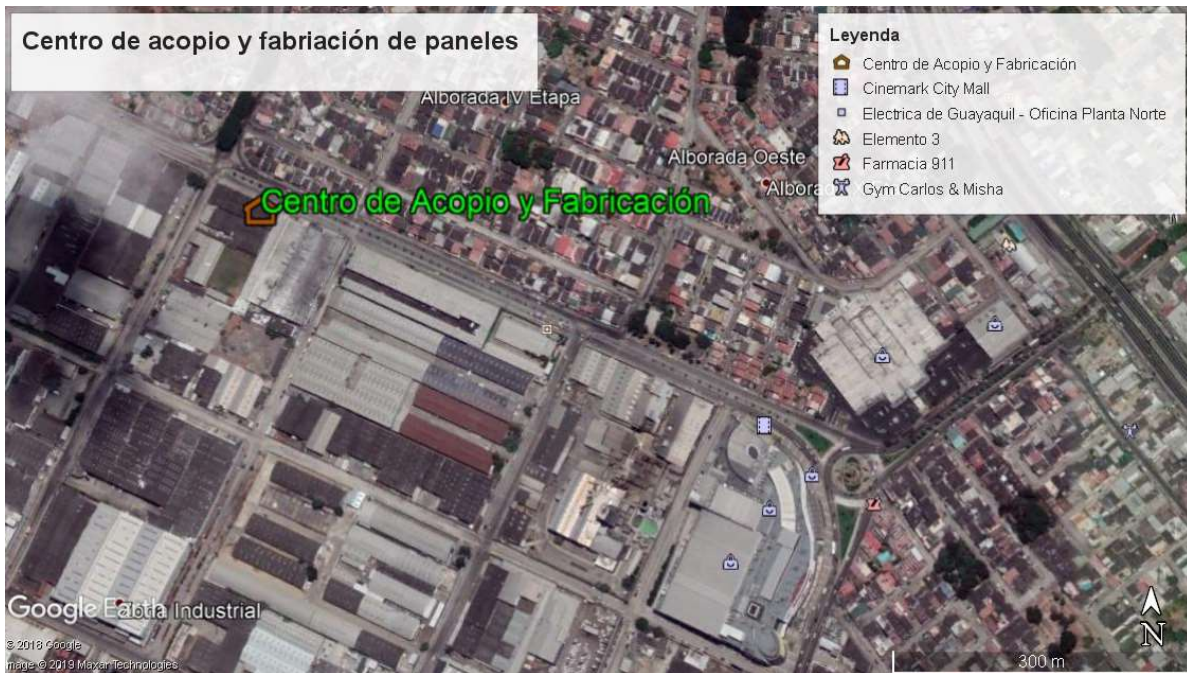 Centro de acopio y fabriación de paneles
Leyenda
Centro de Acopio y Fabricación
Cinemark City Mall
Electrica de Guayaquil - Oficina Planta Norte
Elemento 3
Farmacia 911
Gym Carlos & Misha
Alborada IV Etapa
Alborada Oeste
Centro de Acopio y Fabricación
Google Earth
Industrial
© 2018 Google
Image © 2019 Maxar Technologies
N
300 m